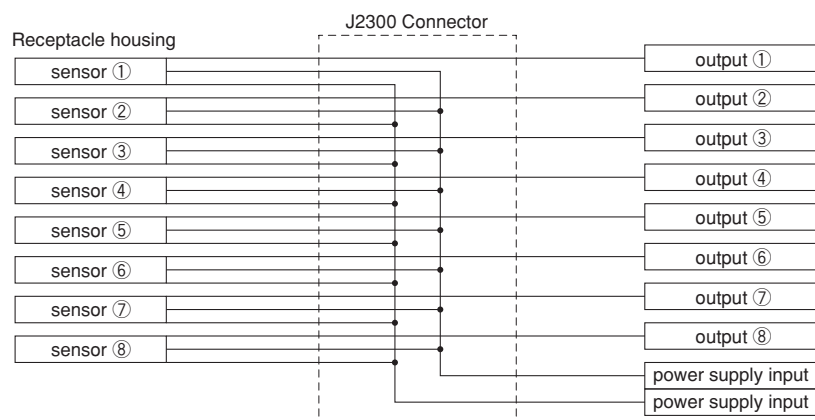 J2300 Connector
Receptacle housing
sensor ①
output ①
sensor ②
output ②
sensor ③
output ③
sensor ④
output ④
sensor ⑤
output ⑤
sensor ⑥
output ⑥
sensor ⑦
output ⑦
sensor ⑧
output ⑧
power supply input
power supply input